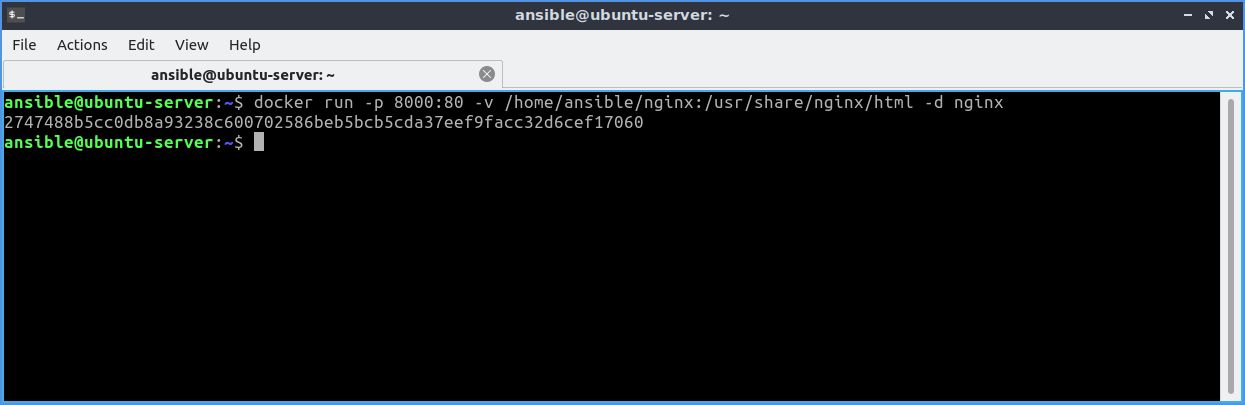 ansible@ubuntu-server: ~
File Actions Edit View Help
ansible@ubuntu-server: ~
ansible@ubuntu-server:~$ docker run -p 8000:80 -v /home/ansible/nginx:/usr/share/nginx/html -d nginx
2747488b5cc0db8a93238c600702586beb5bcb5cda37eef9facc32d6cef17060
ansible@ubuntu-server:~$